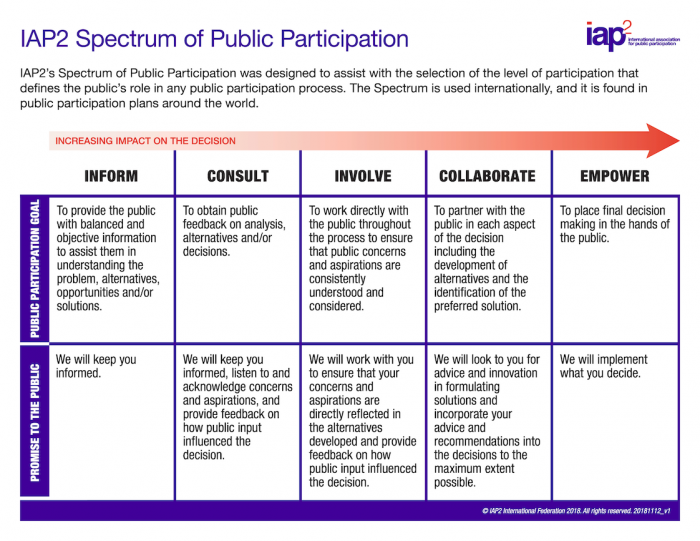 IAP2 Spectrum of Public Participation
iap2
international association
for public participation
IAP2's Spectrum of Public Participation was designed to assist with the selection of the level of participation that
defines the public's role in any public participation process. The Spectrum is used internationally, and it is found in
public participation plans around the world.
INCREASING IMPACT ON THE DECISION
INFORM
CONSULT
INVOLVE
COLLABORATE
EMPOWER
PUBLIC PARTICIPATION GOAL
To provide the public
with balanced and
objective information
to assist them in
understanding the
problem, alternatives,
opportunities and/or
solutions.
To obtain public
feedback on analysis,
alternatives and/or
decisions.
To work directly with
the public throughout
the process to ensure
that public concerns
and aspirations are
consistently
understood and
considered.
To partner with the
public in each aspect
of the decision
including the
development of
alternatives and the
identification of the
preferred solution.
To place final decision
making in the hands of
the public.
PROMISE TO THE PUBLIC
We will keep you
informed.
We will keep you
informed, listen to and
acknowledge concerns
and aspirations, and
provide feedback on
how public input
influenced the
decision.
We will work with you
to ensure that your
concerns and
aspirations are
directly reflected in
the alternatives
developed and provide
feedback on how
public input influenced
the decision.
We will look to you for
advice and innovation
in formulating
solutions and
incorporate your
advice and
recommendations into
the decisions to the
maximum extent
possible.
We will implement
what you decide.
© IAP2 International Federation 2018. All rights reserved. 20181112_v1